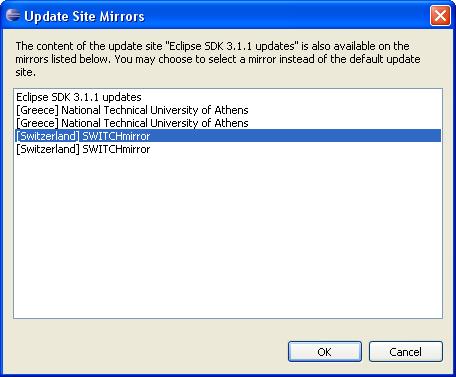 Update Site Mirrors
The content of the update site "Eclipse SDK 3.1.1 updates" is also available on the
mirrors listed below. You may choose to select a mirror instead of the default update
site.
Eclipse SDK 3.1.1 updates
[Greece] National Technical University of Athens
[Greece] National Technical University of Athens
[Switzerland] SWITCHmirror
[Switzerland] SWITCHmirror
OK Cancel